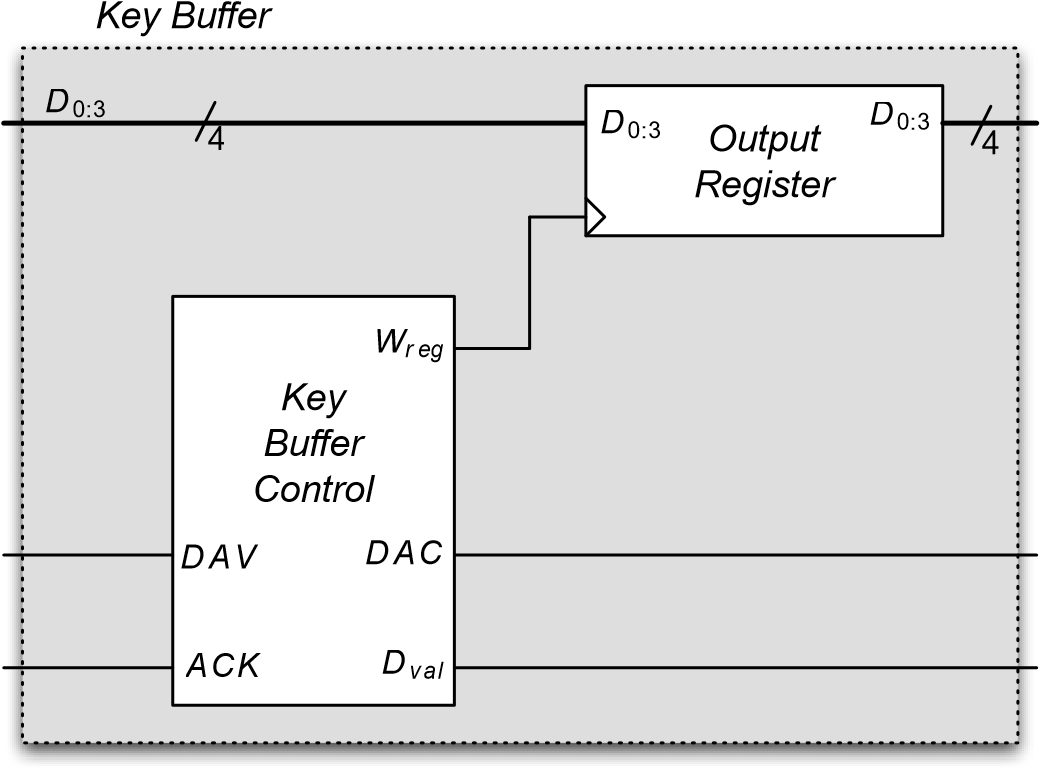 Key Buffer
D0:3
4
D0:3
Output
Register
D0:3
4
Wreg
Key
Buffer
Control
DAV
DAC
ACK
Dval